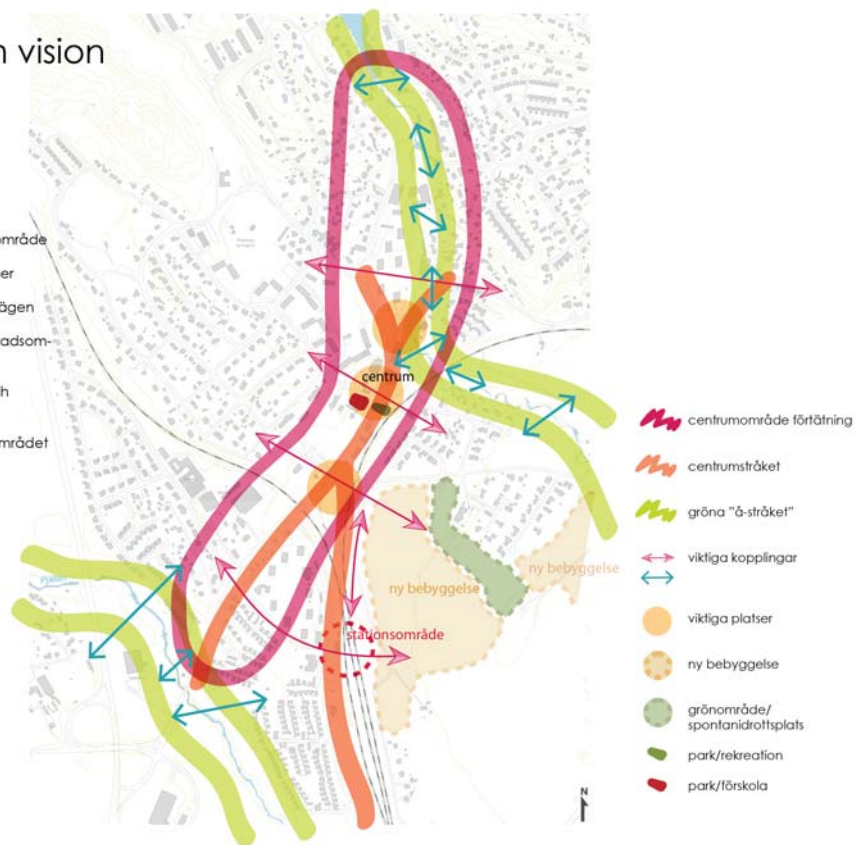 n vision
område
er
ägen
adsom-
h
området
centrum
ny bebyggelse
ny bebyggelse
stationsområde
centrumområde förtätning
centrumstråket
gröna "å-stråket"
viktiga kopplingar
viktiga platser
ny bebyggelse
grönområde/
spontanidrottsplats
park/rekreation
park/förskola
N